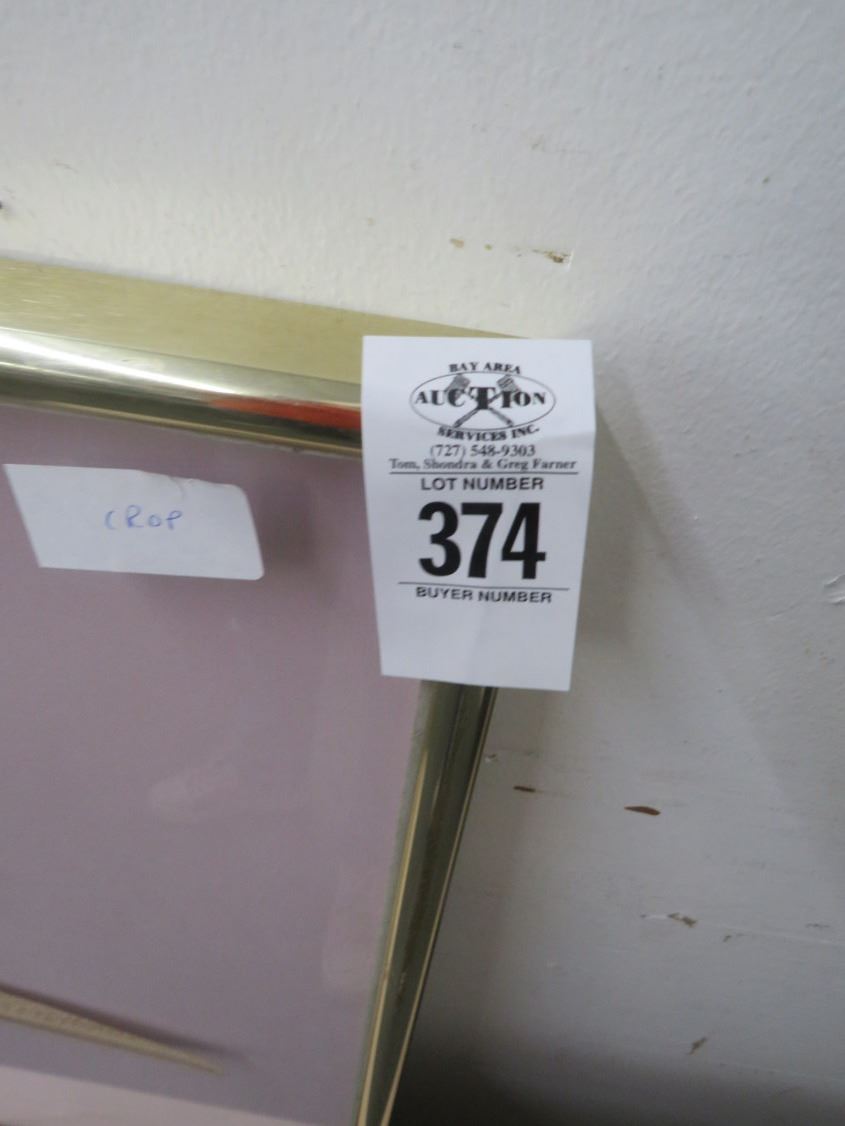 BAY AREA
AUCTION
SERVICES INC.
(727) 548-9303
Tom, Shondra & Greg Farner
LOT NUMBER
374
BUYER NUMBER
CROP